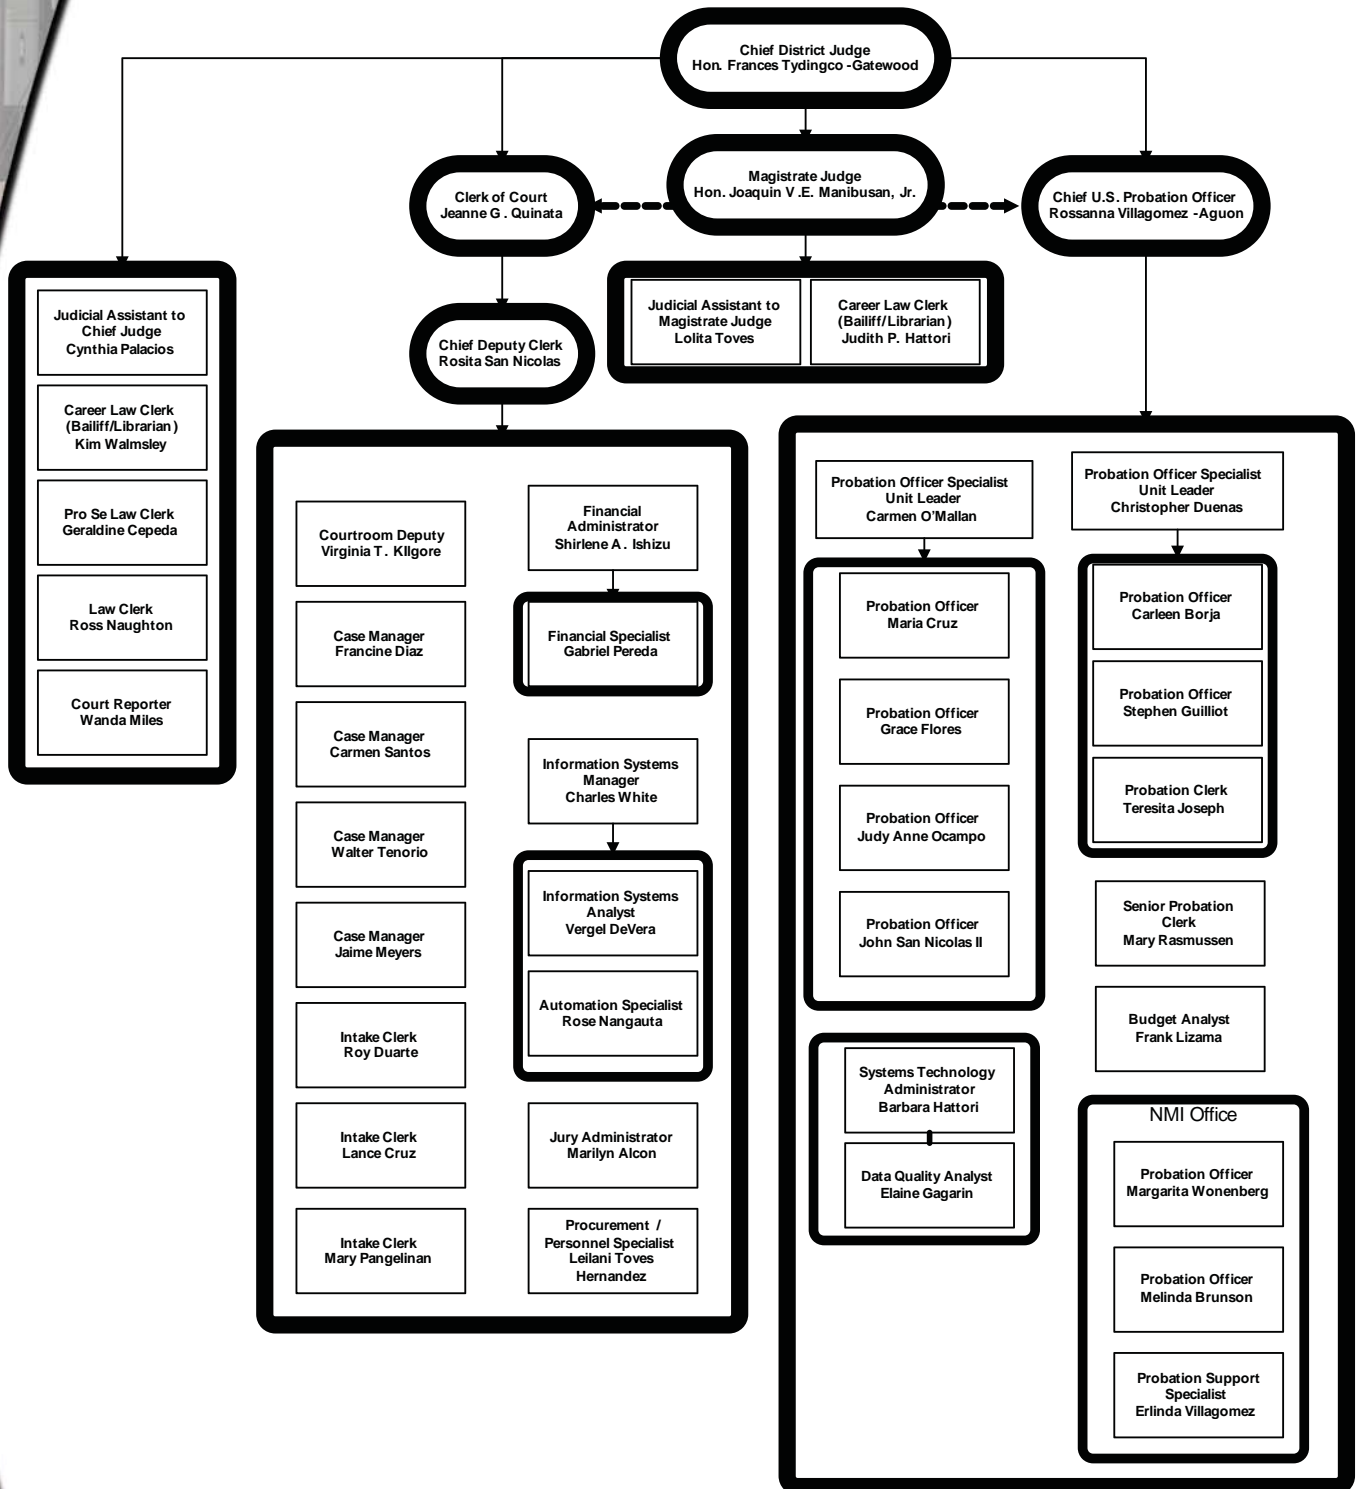 Chief District Judge
Hon. Frances Tydingco -Gatewood
Magistrate Judge
Hon. Joaquin V .E. Manibusan, Jr.
Clerk of Court
Jeanne G . Quinata
Chief U.S. Probation Officer
Rossanna Villagomez -Aguon
Judicial Assistant to
Chief Judge
Cynthia Palacios
Career Law Clerk
(Bailiff/Librarian )
Kim Walmsley
Pro Se Law Clerk
Geraldine Cepeda
Law Clerk
Ross Naughton
Court Reporter
Wanda Miles
Chief Deputy Clerk
Rosita San Nicolas
Judicial Assistant to
Magistrate Judge
Lolita Toves
Career Law Clerk
(Bailiff/Librarian )
Judith P. Hattori
Courtroom Deputy
Virginia T . KIlgore
Case Manager
Francine Diaz
Case Manager
Carmen Santos
Case Manager
Walter Tenorio
Case Manager
Jaime Meyers
Intake Clerk
Roy Duarte
Intake Clerk
Lance Cruz
Intake Clerk
Mary Pangelinan
Financial
Administrator
Shirlene A . Ishizu
Financial Specialist
Gabriel Pereda
Information Systems
Manager
Charles White
Information Systems
Analyst
Vergel DeVera
Automation Specialist
Rose Nangauta
Jury Administrator
Marilyn Alcon
Procurement /
Personnel Specialist
Leilani Toves
Hernandez
Probation Officer Specialist
Unit Leader
Carmen O’Mallan
Probation Officer
Maria Cruz
Probation Officer
Grace Flores
Probation Officer
Judy Anne Ocampo
Probation Officer
John San Nicolas II
Systems Technology
Administrator
Barbara Hattori
Data Quality Analyst
Elaine Gagarin
Probation Officer Specialist
Unit Leader
Christopher Duenas
Probation Officer
Carleen Borja
Probation Officer
Stephen Guilliot
Probation Clerk
Teresita Joseph
Senior Probation
Clerk
Mary Rasmussen
Budget Analyst
Frank Lizama
NMI Office
Probation Officer
Margarita Wonenberg
Probation Officer
Melinda Brunson
Probation Support
Specialist
Erlinda Villagomez